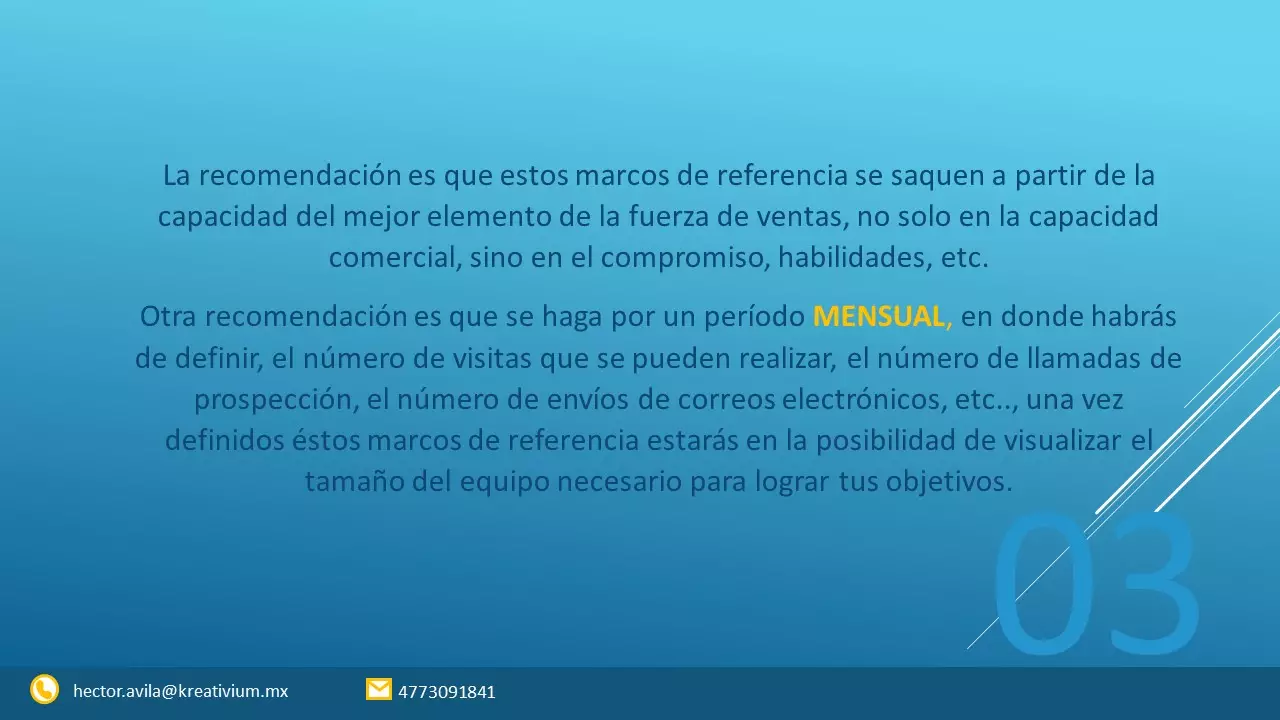 La recomendación es que estos marcos de referencia se saquen a partir de la
capacidad del mejor elemento de la fuerza de ventas, no solo en la capacidad
comercial, sino en el compromiso, habilidades, etc.
Otra recomendación es que se haga por un período MENSUAL, en donde habrás
de definir, el número de visitas que se pueden realizar, el número de llamadas de
prospección, el número de envíos de correos electrónicos, etc.., una vez
definidos éstos marcos de referencia estarás en la posibilidad de visualizar el
tamaño del equipo necesario para lograr tus objetivos.
03
hector.avila@kreativium.mx
4773091841